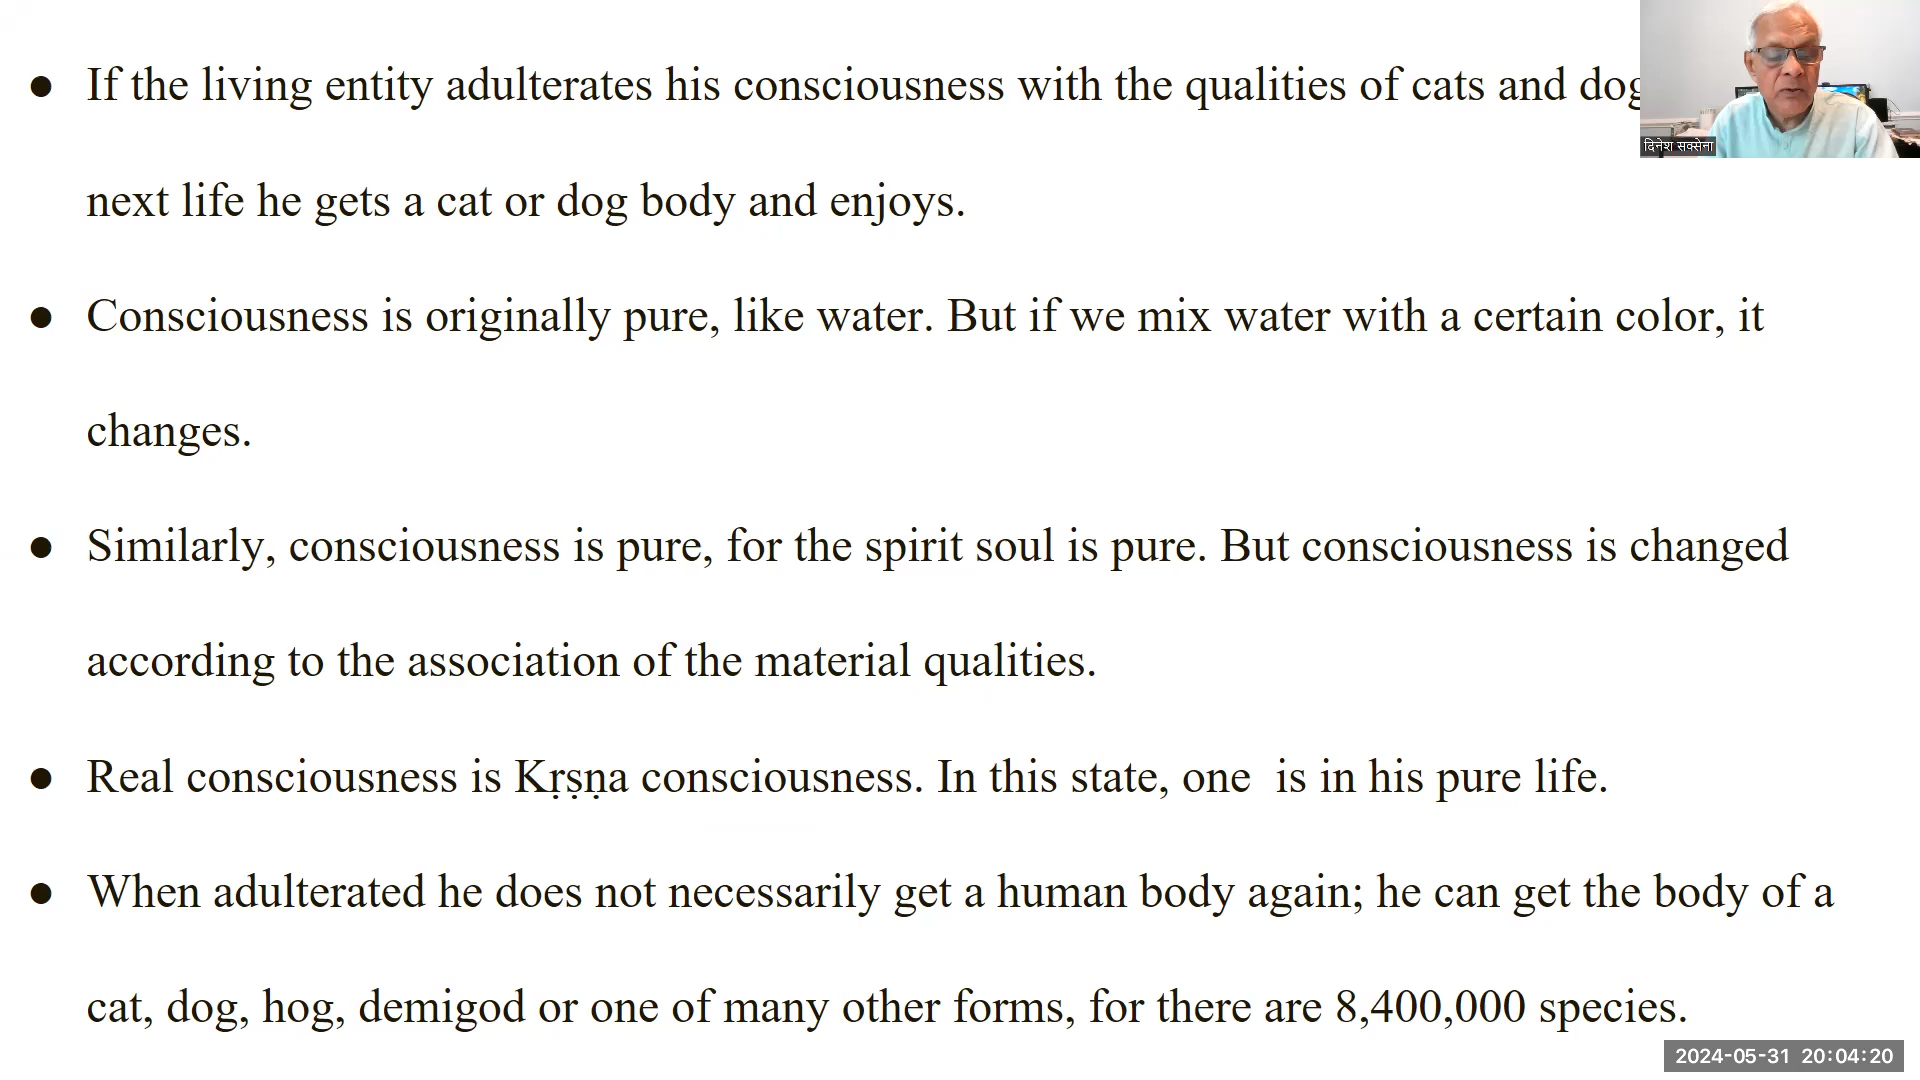 ● If the living entity adulterates his consciousness with the qualities of cats and
next life he gets a cat or dog body and enjoys.
● Consciousness is originally pure, like water. But if we mix water with a certain color, it
changes.
● Similarly, consciousness is pure, for the spirit soul is pure. But consciousness is changed
according to the association of the material qualities.
● Real consciousness is Kṛṣṇa consciousness. In this state, one  is in his pure life.
● When adulterated he does not necessarily get a human body again; he can get the body of a
cat, dog, hog, demigod or one of many other forms, for there are 8,400,000 species.
दिनेश सक्सेना
2024-05-31 20:04:20